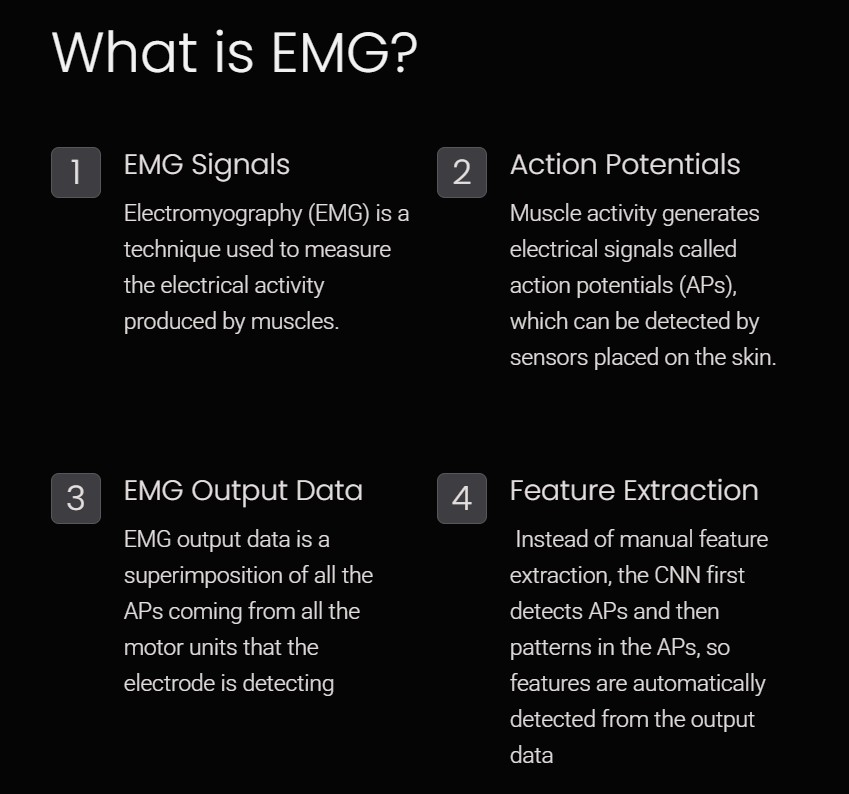 What is EMG?
1
EMG Signals
Electromyography (EMG) is a
technique used to measure
the electrical activity
produced by muscles.
2
Action Potentials
Muscle activity generates
electrical signals called
action potentials (APs),
which can be detected by
sensors placed on the skin.
3
EMG Output Data
EMG output data is a
superimposition of all the
APs coming from all the
motor units that the
electrode is detecting
4
Feature Extraction
Instead of manual feature
extraction, the CNN first
detects APs and then
patterns in the APs, so
features are automatically
detected from the output
data